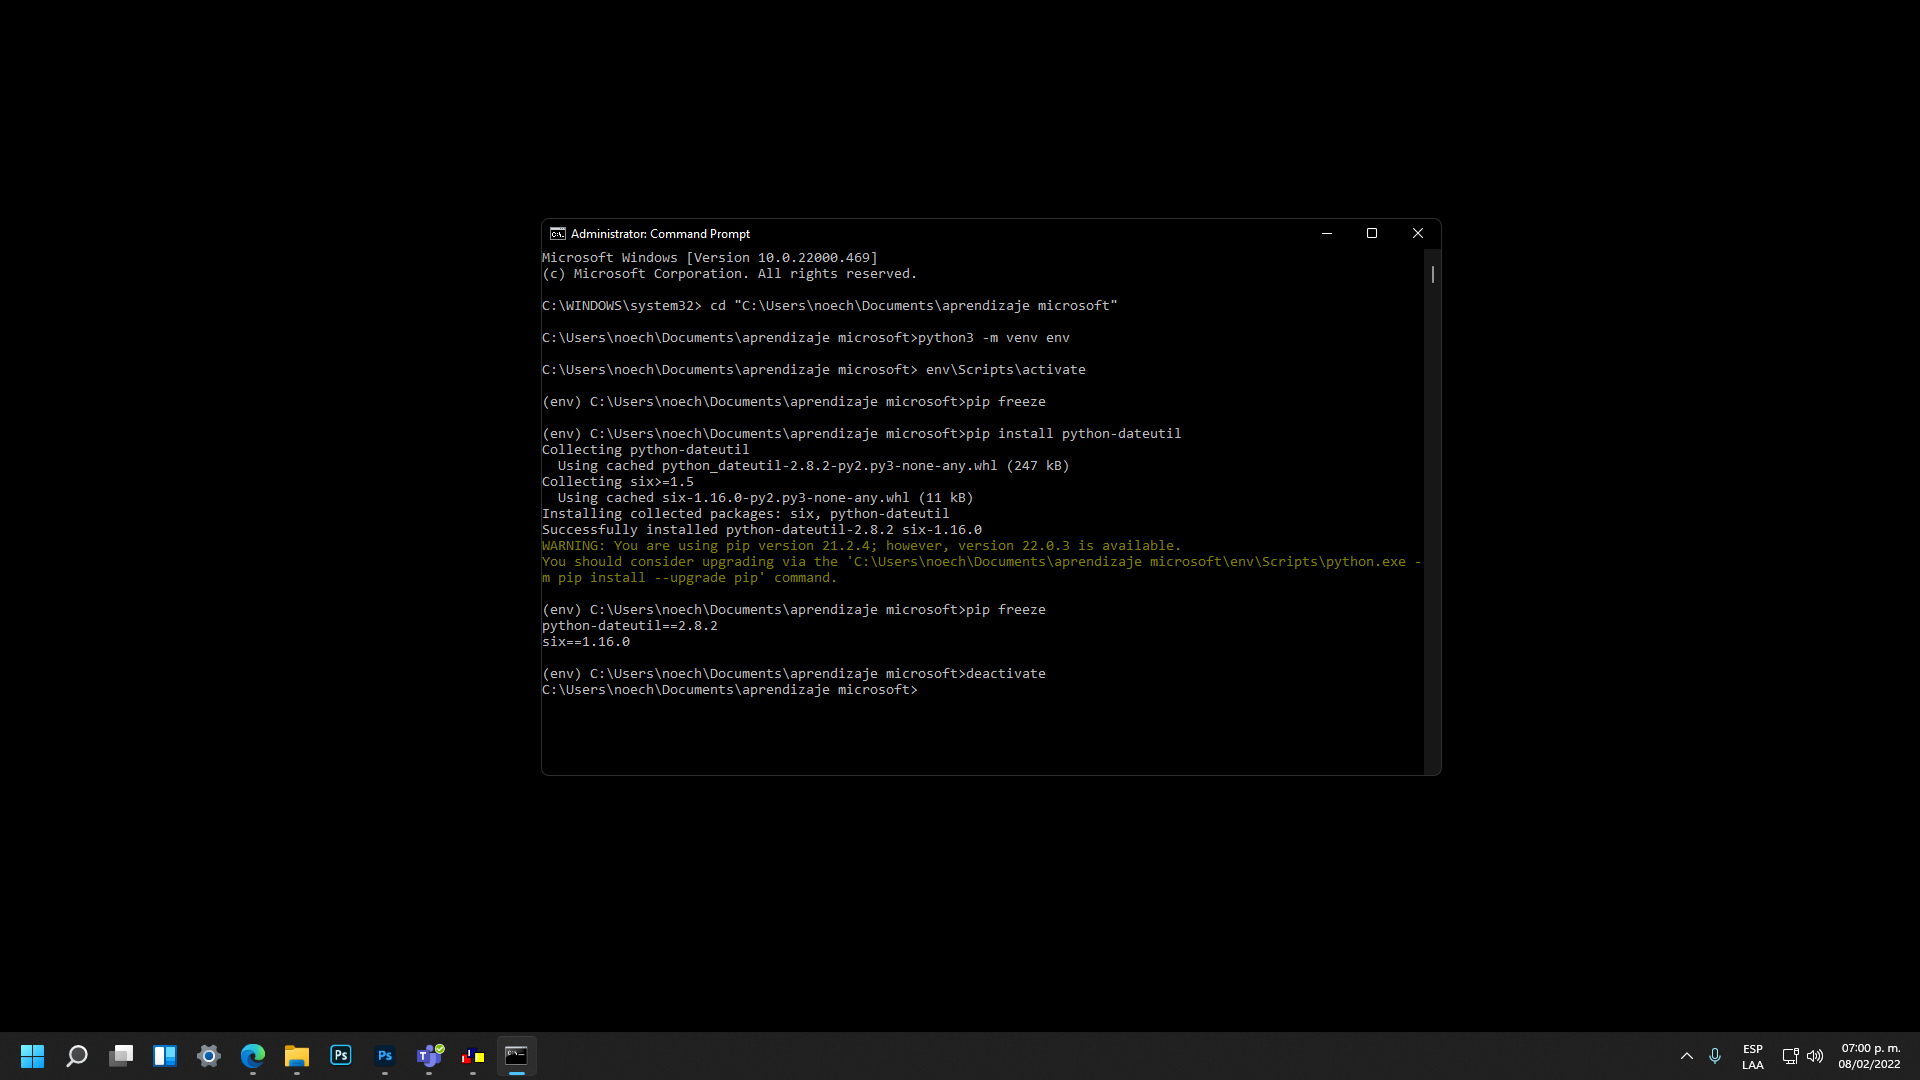 Administrator: Command Prompt
Microsoft Windows [Version 10.0.22000.469]
(c) Microsoft Corporation. All rights reserved.
C:\WINDOWS\system32> cd "C:\Users\noech\Documents\aprendizaje microsoft"
C:\Users\noech\Documents\aprendizaje microsoft>python3 -m venv env
C:\Users\noech\Documents\aprendizaje microsoft> env\Scripts\activate
(env) C:\Users\noech\Documents\aprendizaje microsoft>pip freeze
(env) C:\Users\noech\Documents\aprendizaje microsoft>pip install python-dateutil
Collecting python-dateutil
  Using cached python_dateutil-2.8.2-py2.py3-none-any.whl (247 kB)
Collecting six>=1.5
  Using cached six-1.16.0-py2.py3-none-any.whl (11 kB)
Installing collected packages: six, python-dateutil
Successfully installed python-dateutil-2.8.2 six-1.16.0
WARNING: You are using pip version 21.2.4; however, version 22.0.3 is available.
You should consider upgrading via the 'C:\Users\noech\Documents\aprendizaje microsoft\env\Scripts\python.exe -
m pip install --upgrade pip' command.
(env) C:\Users\noech\Documents\aprendizaje microsoft>pip freeze
python-dateutil==2.8.2
six==1.16.0
(env) C:\Users\noech\Documents\aprendizaje microsoft>deactivate
C:\Users\noech\Documents\aprendizaje microsoft>
Ps
Ps
ESP
LAA
07:00 p. m.
08/02/2022